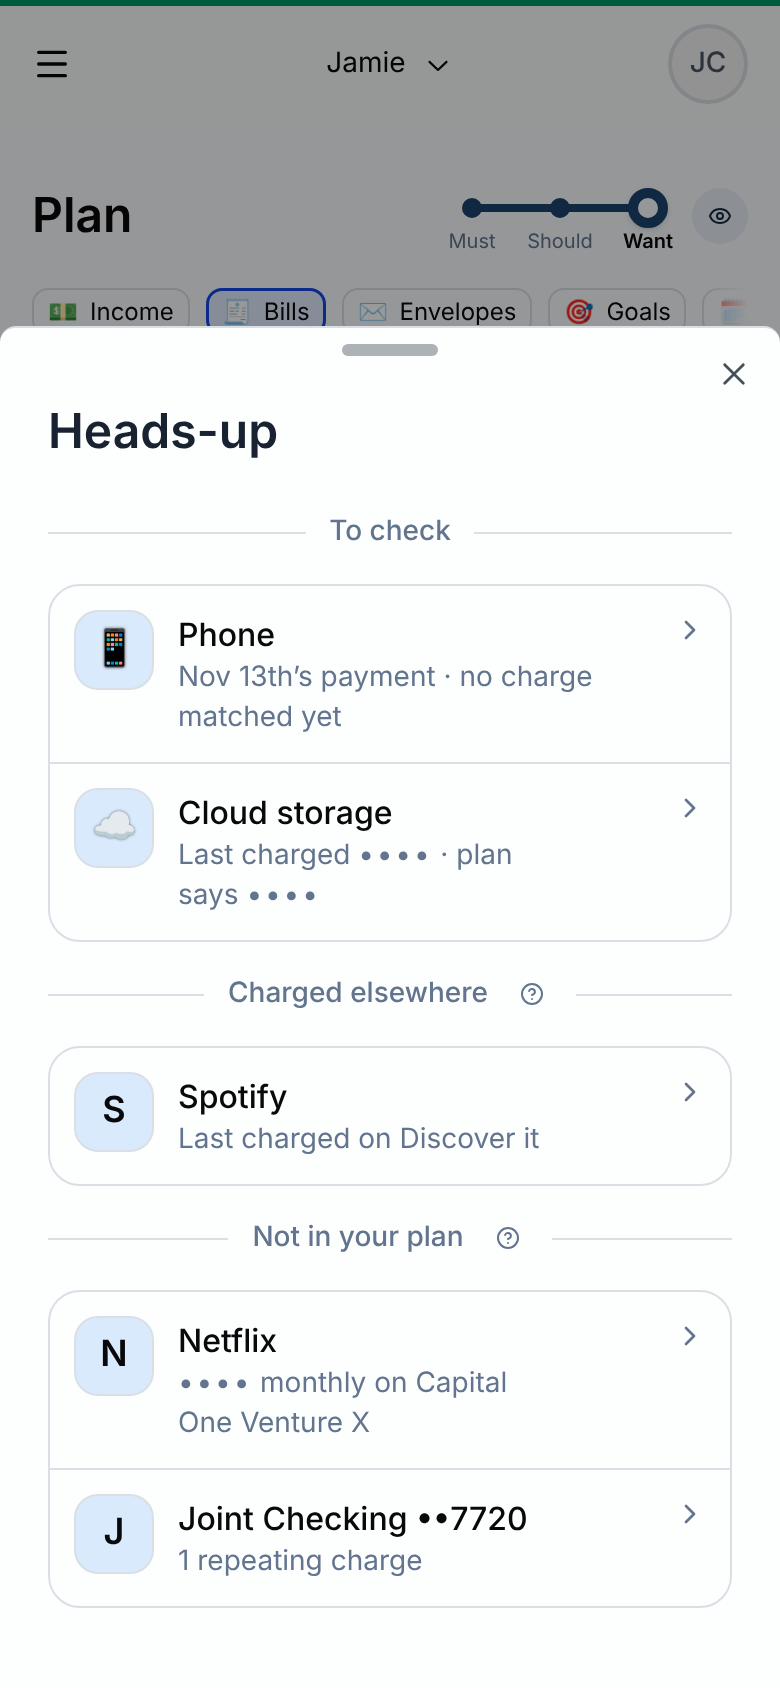 Jamie
JC
Plan
Must
Should
Want
Income
Bills
Envelopes
Goals
Heads-up
To check
Phone
Nov 13th’s payment · no charge
matched yet
Cloud storage
Last charged •••• · plan
says ••••
Charged elsewhere
S
Spotify
Last charged on Discover it
Not in your plan
N
Netflix
•••• monthly on Capital
One Venture X
J
Joint Checking ••7720
1 repeating charge